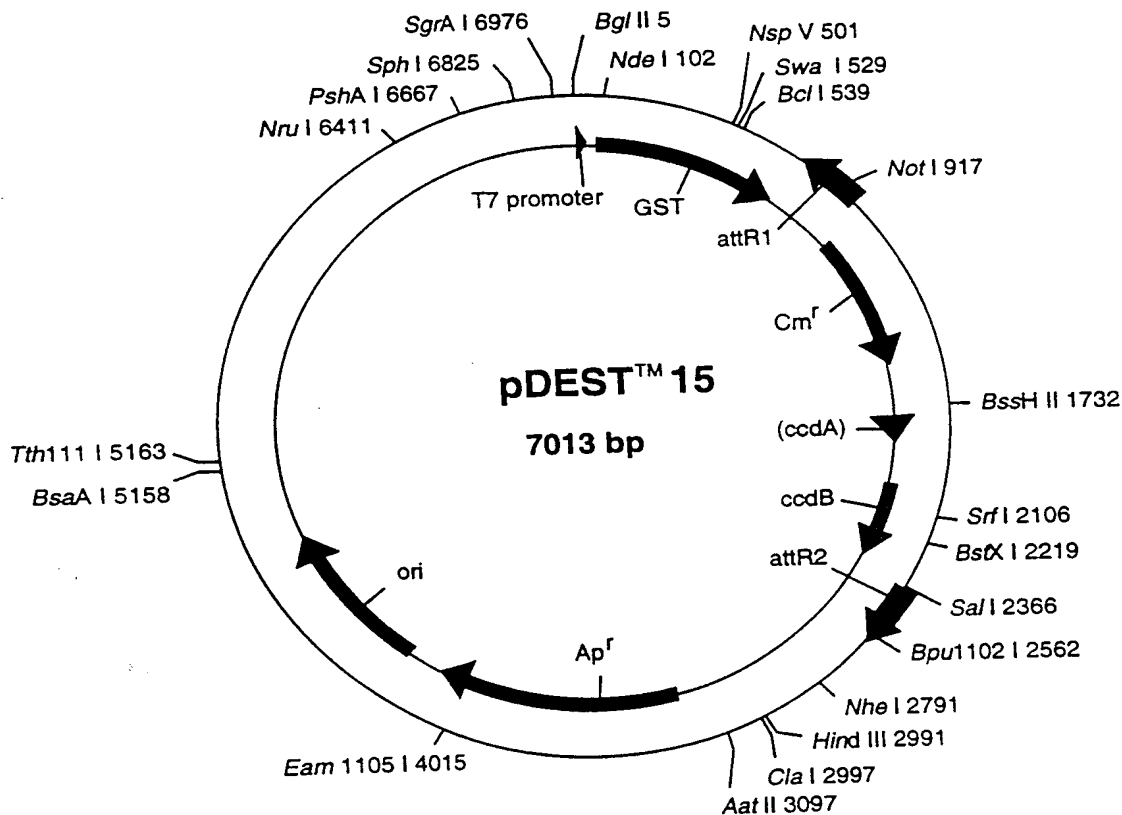 SgrA I 6976
Bgl II 5
Nsp V 501
Sph I 6825
Nde I 102
Swa I 529
PshA I 6667
Bcl I 539
Nru I 6411
Not I 917
T7 promoter
GST
attR1
Cmr
pDEST™ 15
7013 bp
BssH II 1732
(ccdA)
Tth111 I 5163
BsaA I 5158
ccdB
Srf I 2106
BstX I 2219
attR2
ori
Sal I 2366
Apr
Bpu1102 I 2562
Nhe I 2791
Hind III 2991
Eam 1105 I 4015
Cla I 2997
Aat II 3097